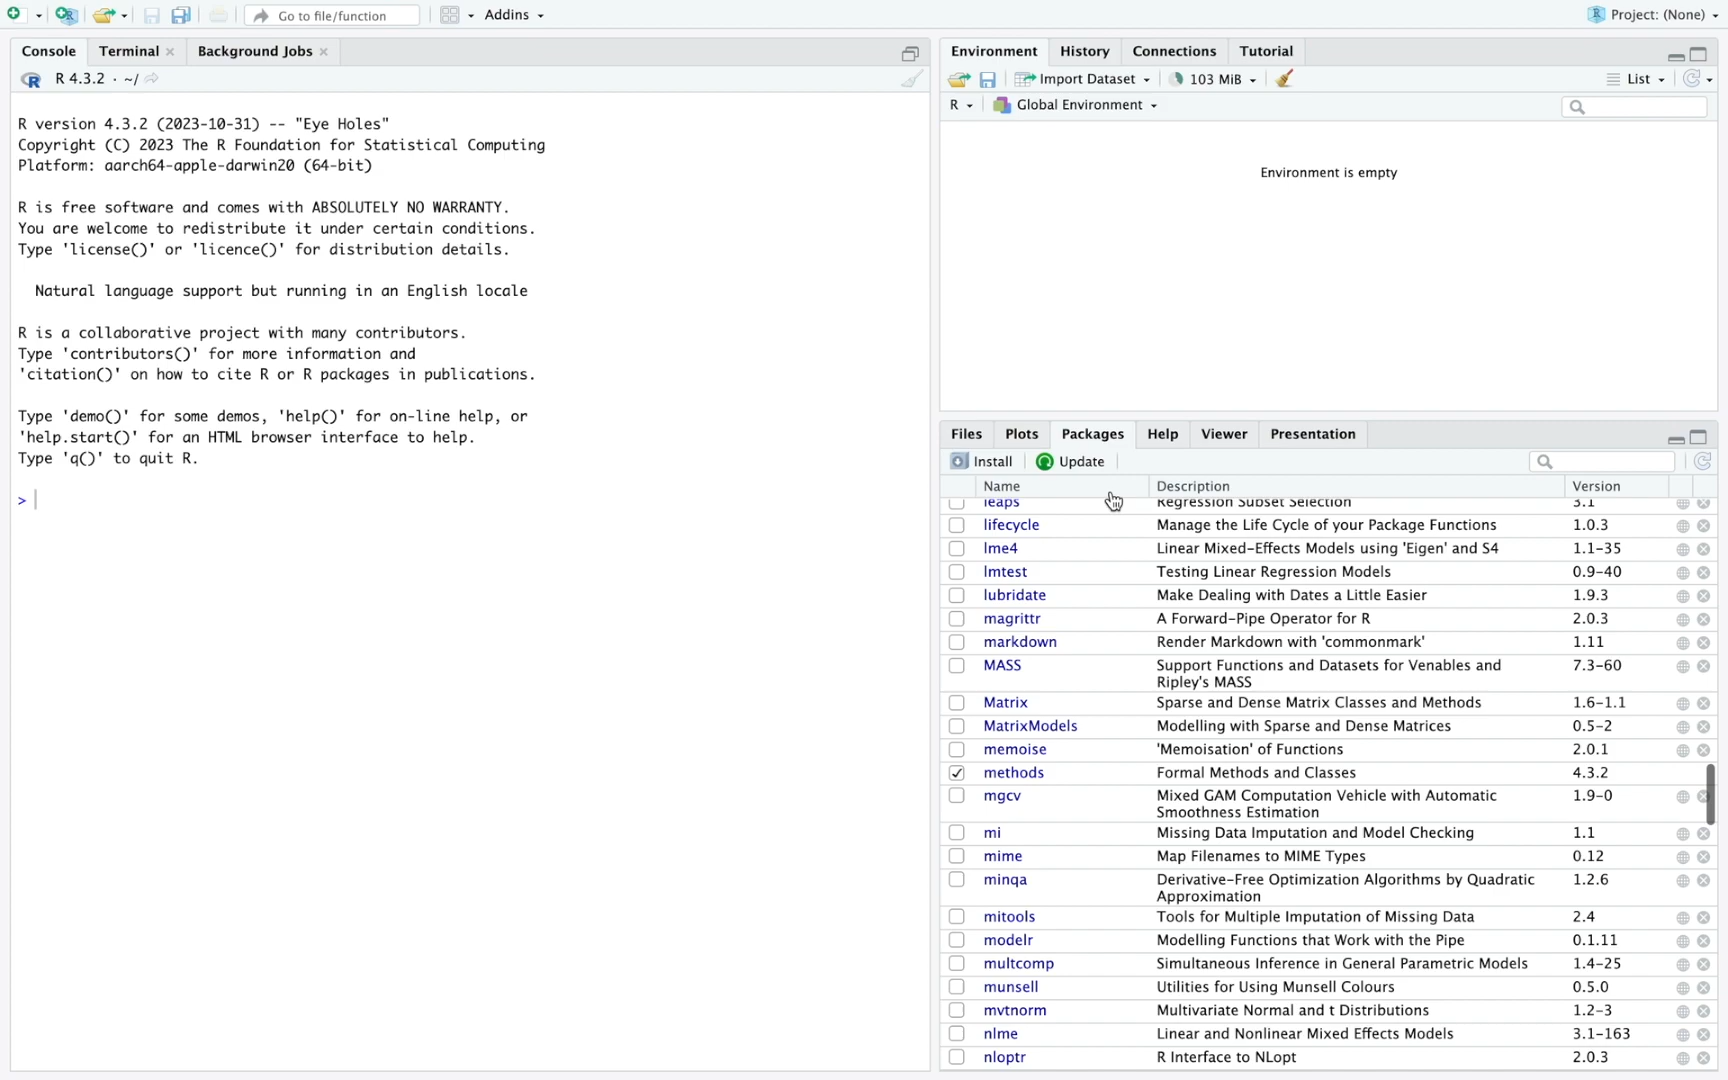 Go to file/function
Addins
Project: (None)
Console
Terminal
Background Jobs
R 4.3.2 · ~/
R version 4.3.2 (2023-10-31) -- "Eye Holes"
Copyright (C) 2023 The R Foundation for Statistical Computing
Platform: aarch64-apple-darwin20 (64-bit)
R is free software and comes with ABSOLUTELY NO WARRANTY.
You are welcome to redistribute it under certain conditions.
Type 'license()' or 'licence()' for distribution details.
Natural language support but running in an English locale
R is a collaborative project with many contributors.
Type 'contributors()' for more information and
'citation()' on how to cite R or R packages in publications.
Type 'demo()' for some demos, 'help()' for on-line help, or
'help.start()' for an HTML browser interface to help.
Type 'q()' to quit R.
>
Environment
History
Connections
Tutorial
Import Dataset
103 MiB
List
R
Global Environment
Environment is empty
Files
Plots
Packages
Help
Viewer
Presentation
Install
Update
Name Description Version
leaps Regression Subset Selection 3.1
lifecycle Manage the Life Cycle of your Package Functions 1.0.3
lme4 Linear Mixed-Effects Models using 'Eigen' and S4 1.1-35
lmtest Testing Linear Regression Models 0.9-40
lubridate Make Dealing with Dates a Little Easier 1.9.3
magrittr A Forward-Pipe Operator for R 2.0.3
markdown Render Markdown with 'commonmark' 1.11
MASS Support Functions and Datasets for Venables and 7.3-60
Ripley's MASS
Matrix Sparse and Dense Matrix Classes and Methods 1.6-1.1
MatrixModels Modelling with Sparse and Dense Matrices 0.5-2
memoise 'Memoisation' of Functions 2.0.1
methods Formal Methods and Classes 4.3.2
mgcv Mixed GAM Computation Vehicle with Automatic 1.9-0
Smoothness Estimation
mi Missing Data Imputation and Model Checking 1.1
mime Map Filenames to MIME Types 0.12
minqa Derivative-Free Optimization Algorithms by Quadratic 1.2.6
Approximation
mitools Tools for Multiple Imputation of Missing Data 2.4
modelr Modelling Functions that Work with the Pipe 0.1.11
multcomp Simultaneous Inference in General Parametric Models 1.4-25
munsell Utilities for Using Munsell Colours 0.5.0
mvtnorm Multivariate Normal and t Distributions 1.2-3
nlme Linear and Nonlinear Mixed Effects Models 3.1-163
nloptr R Interface to NLopt 2.0.3